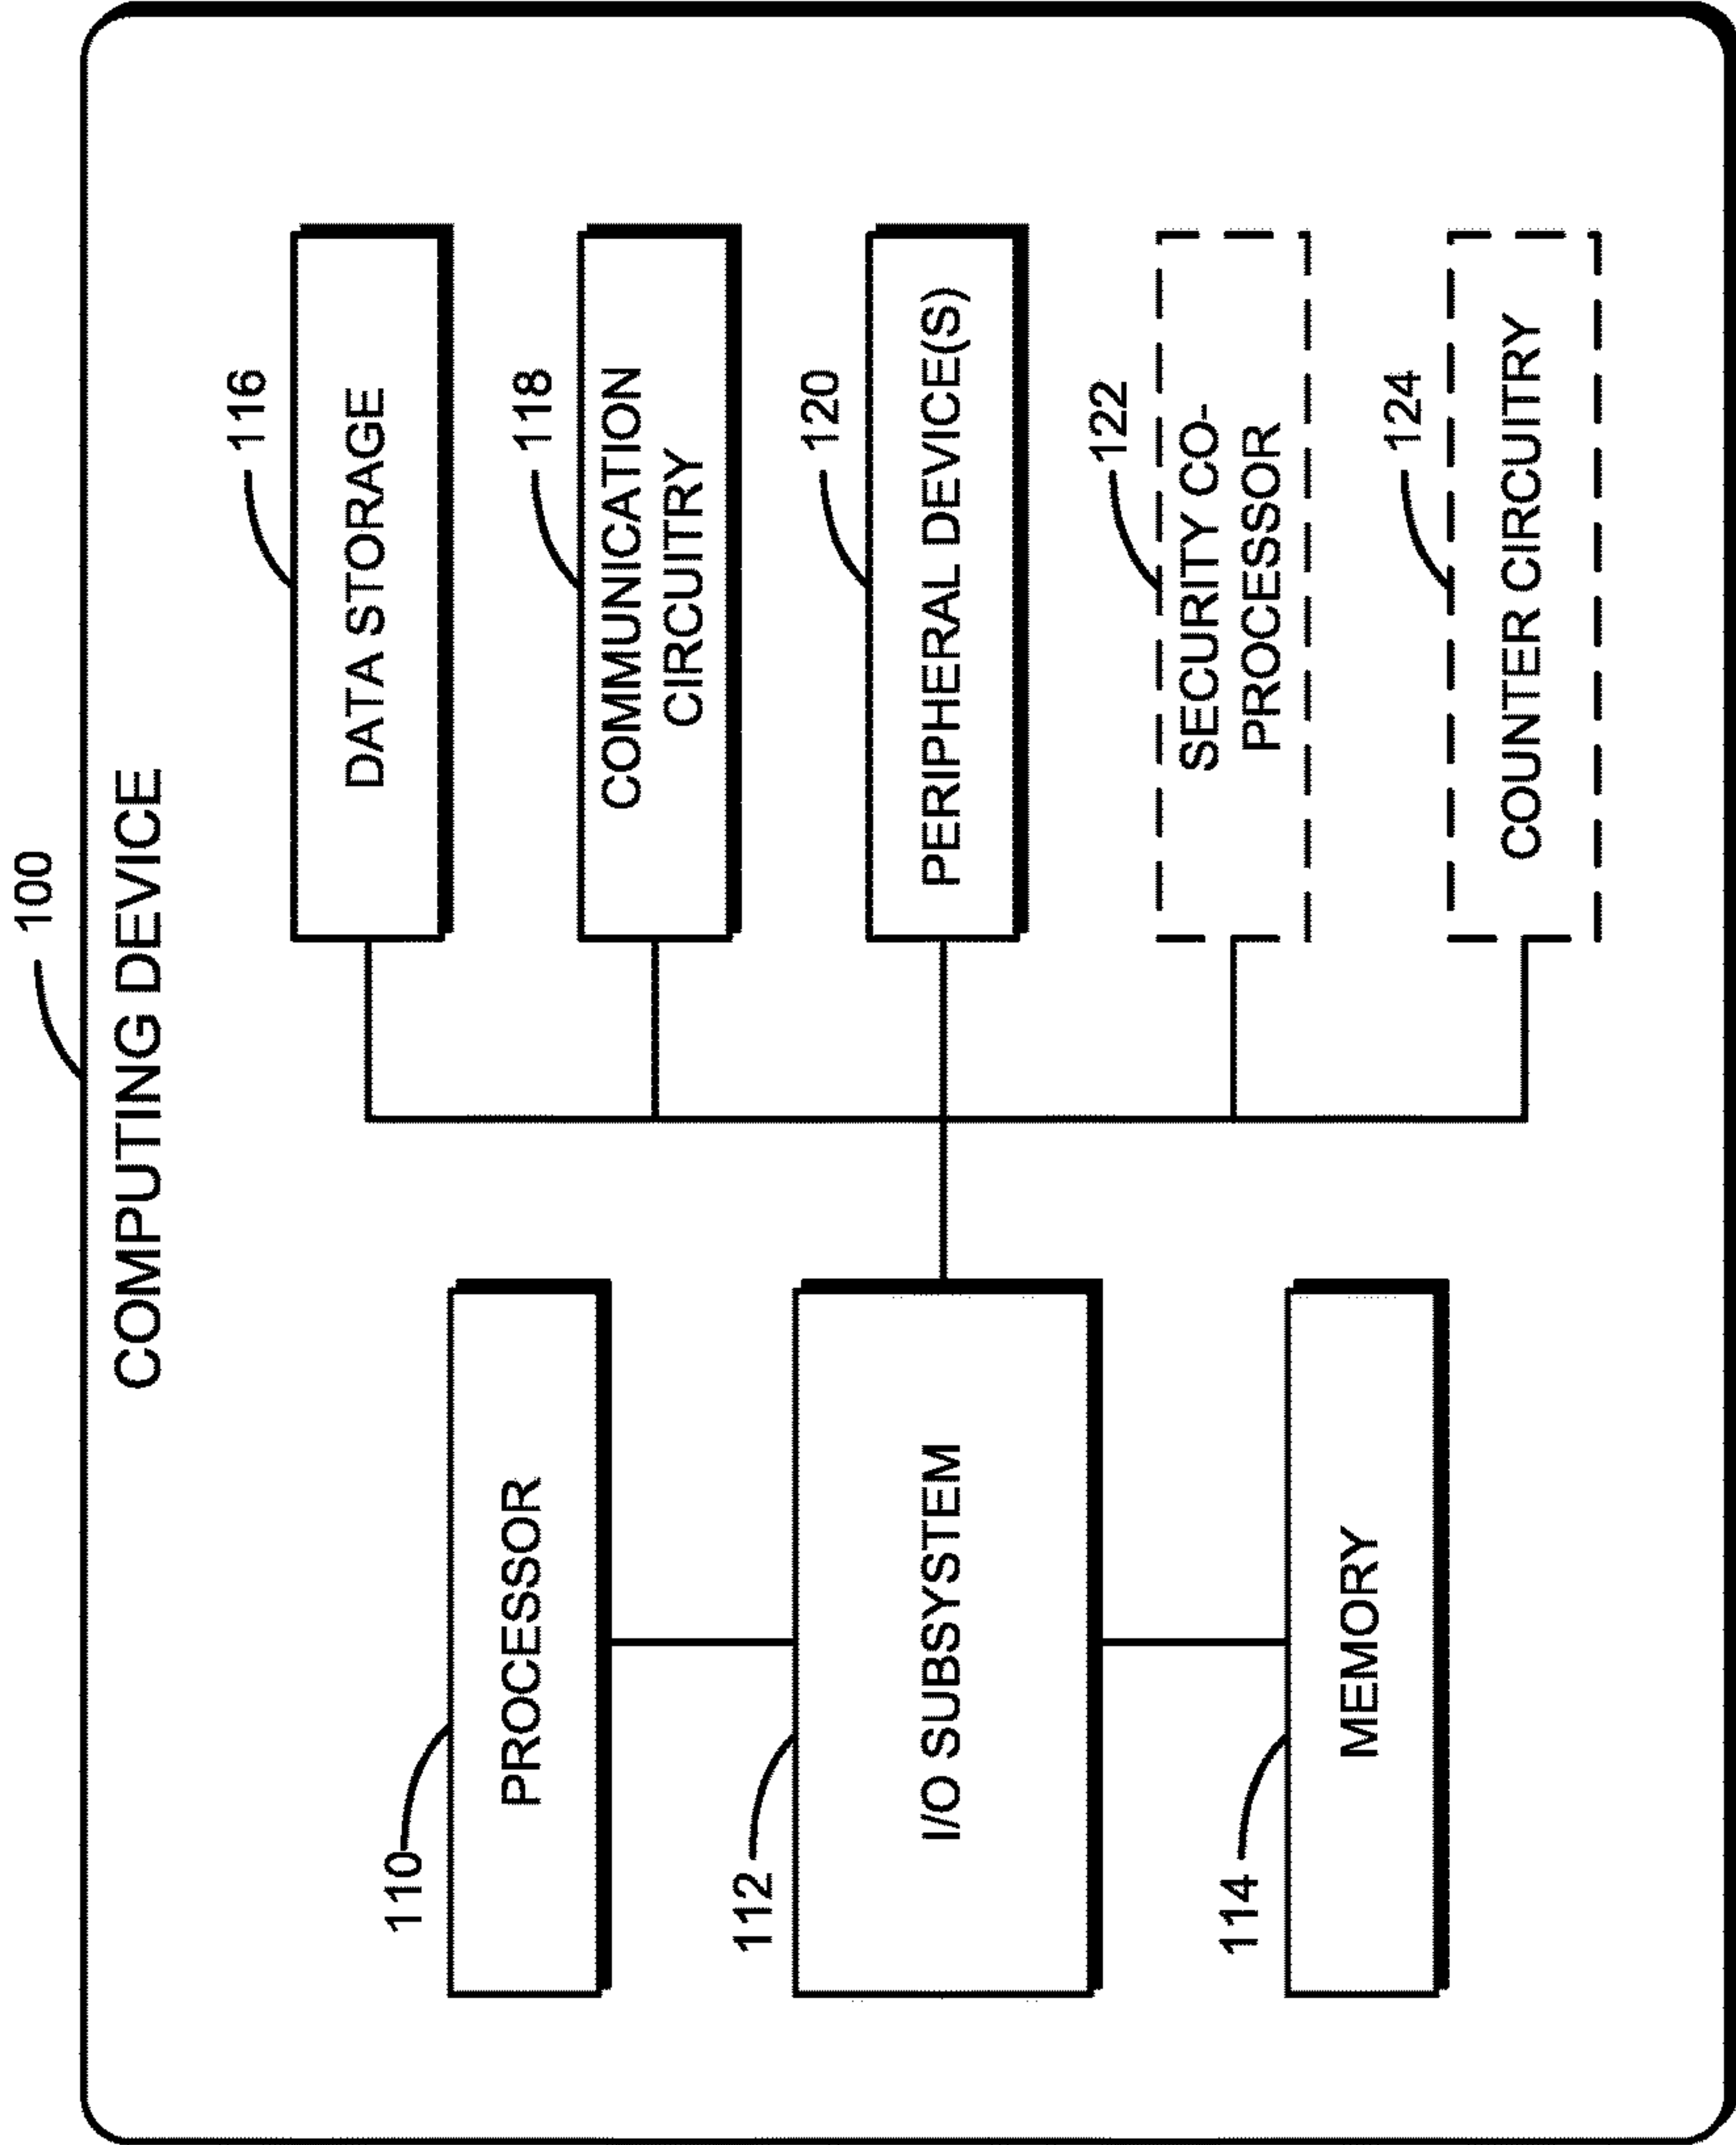 100
COMPUTING DEVICE
110
PROCESSOR
112
I/O SUBSYSTEM
114
MEMORY
116
DATA STORAGE
118
COMMUNICATION
CIRCUITRY
120
PERIPHERAL DEVICE(S)
122
SECURITY CO-
PROCESSOR
124
COUNTER CIRCUITRY